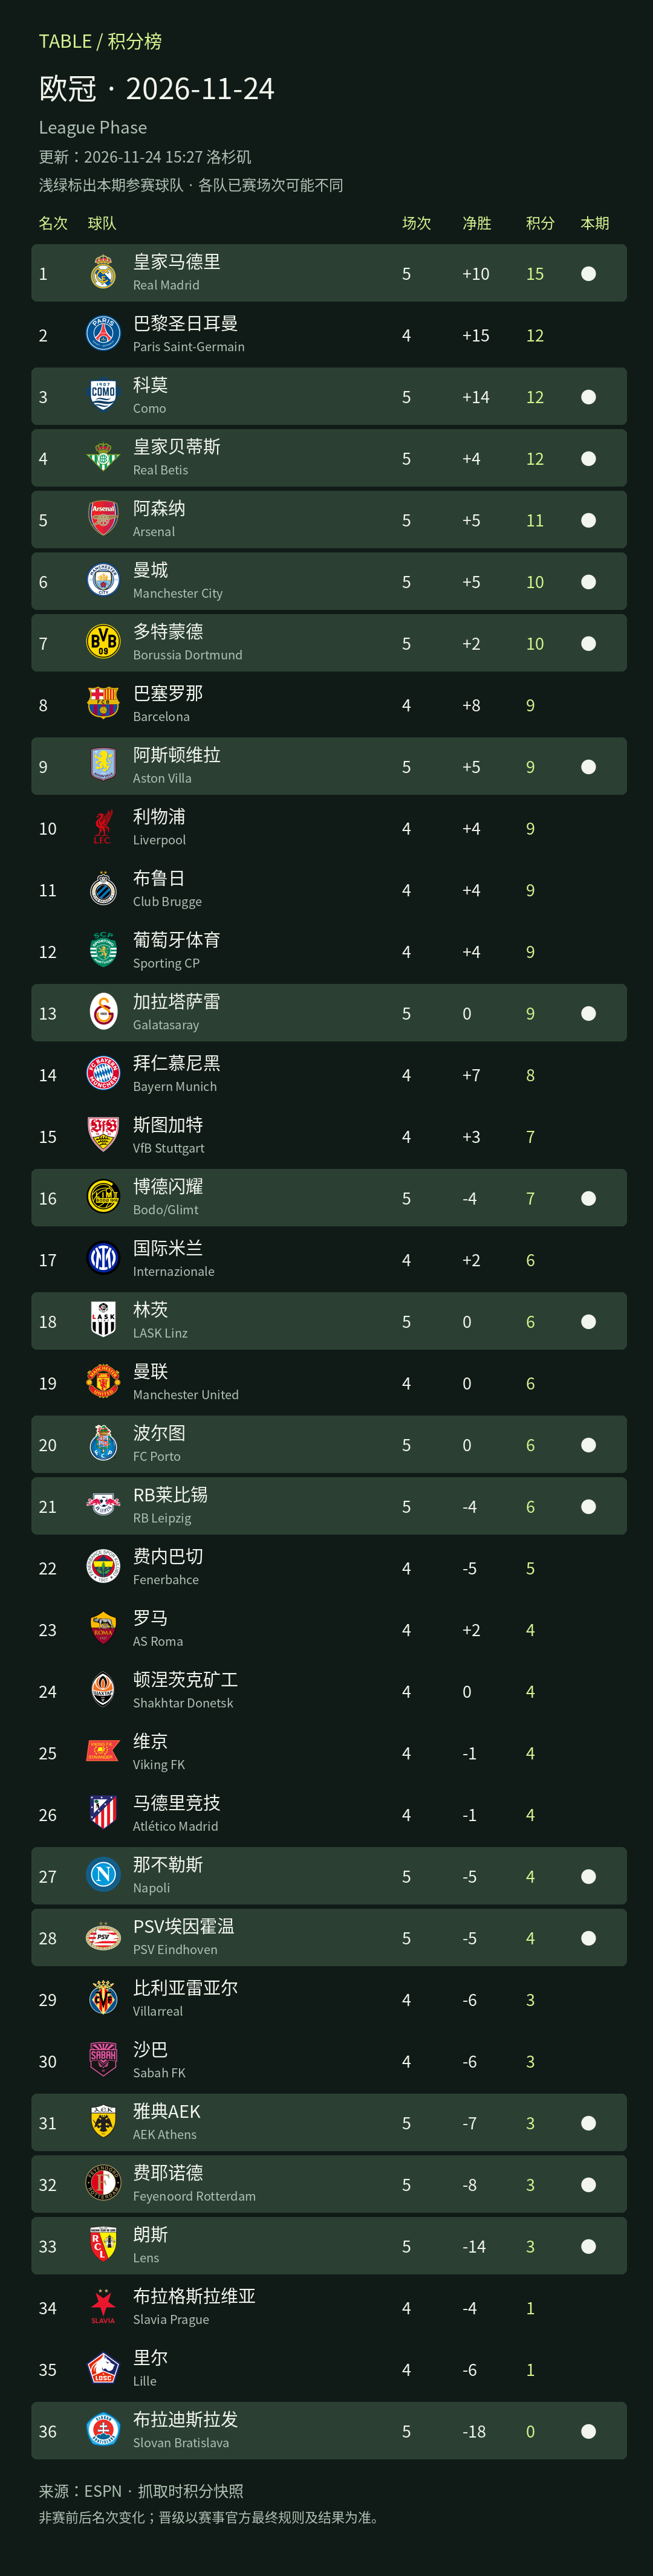 TABLE / 积分榜
欧冠 · 2026-11-24
League Phase
更新：2026-11-24 15:27 洛杉矶
浅绿标出本期参赛球队 · 各队已赛场次可能不同
名次 球队 场次 净胜 积分 本期
1 皇家马德里 5 +10 15 ●
Real Madrid
2 巴黎圣日耳曼 4 +15 12
Paris Saint-Germain
3 科莫 5 +14 12 ●
Como
4 皇家贝蒂斯 5 +4 12 ●
Real Betis
5 阿森纳 5 +5 11 ●
Arsenal
6 曼城 5 +5 10 ●
Manchester City
7 多特蒙德 5 +2 10 ●
Borussia Dortmund
8 巴塞罗那 4 +8 9
Barcelona
9 阿斯顿维拉 5 +5 9 ●
Aston Villa
10 利物浦 4 +4 9
Liverpool
11 布鲁日 4 +4 9
Club Brugge
12 葡萄牙体育 4 +4 9
Sporting CP
13 加拉塔萨雷 5 0 9 ●
Galatasaray
14 拜仁慕尼黑 4 +7 8
Bayern Munich
15 斯图加特 4 +3 7
VfB Stuttgart
16 博德闪耀 5 -4 7 ●
Bodo/Glimt
17 国际米兰 4 +2 6
Internazionale
18 林茨 5 0 6 ●
LASK Linz
19 曼联 4 0 6
Manchester United
20 波尔图 5 0 6 ●
FC Porto
21 RB莱比锡 5 -4 6 ●
RB Leipzig
22 费内巴切 4 -5 5
Fenerbahce
23 罗马 4 +2 4
AS Roma
24 顿涅茨克矿工 4 0 4
Shakhtar Donetsk
25 维京 4 -1 4
Viking FK
26 马德里竞技 4 -1 4
Atlético Madrid
27 那不勒斯 5 -5 4 ●
Napoli
28 PSV埃因霍温 5 -5 4 ●
PSV Eindhoven
29 比利亚雷亚尔 4 -6 3
Villarreal
30 沙巴 4 -6 3
Sabah FK
31 雅典AEK 5 -7 3 ●
AEK Athens
32 费耶诺德 5 -8 3 ●
Feyenoord Rotterdam
33 朗斯 5 -14 3 ●
Lens
34 布拉格斯拉维亚 4 -4 1
Slavia Prague
35 里尔 4 -6 1
Lille
36 布拉迪斯拉发 5 -18 0 ●
Slovan Bratislava
来源：ESPN · 抓取时积分快照
非赛前后名次变化；晋级以赛事官方最终规则及结果为准。